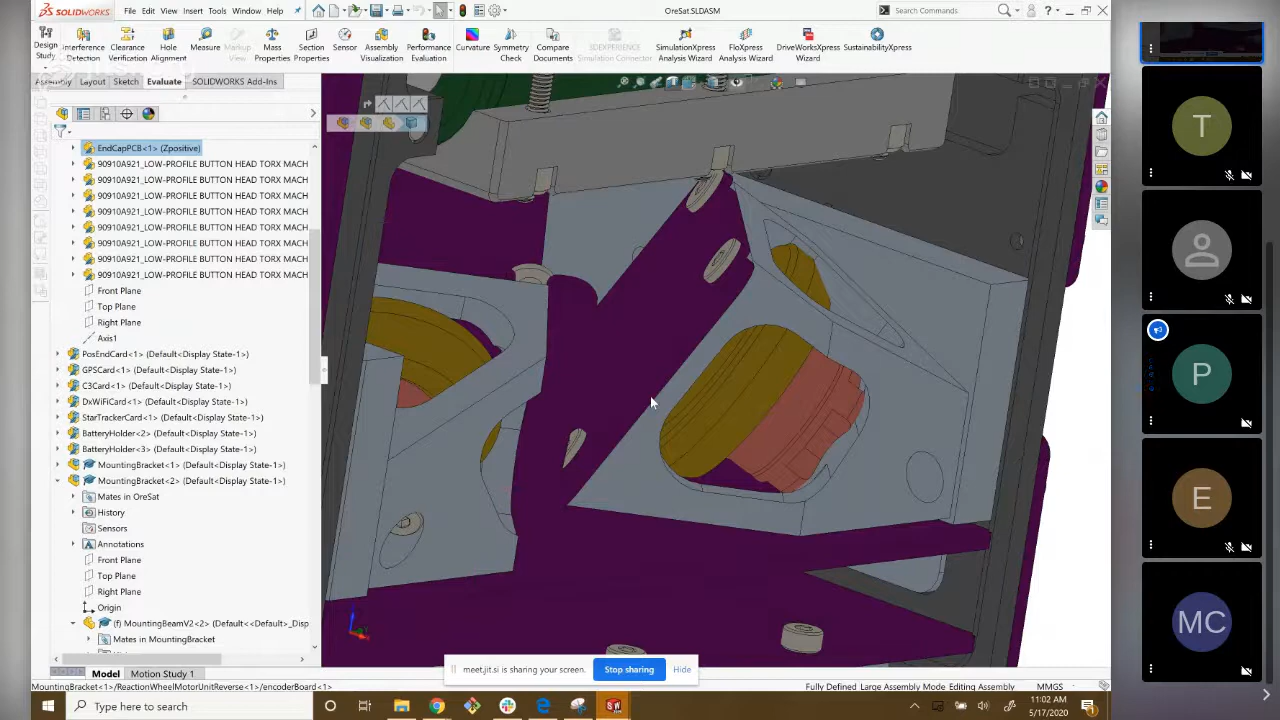 SOLIDWORKS
File Edit View Insert Tools Window Help
OreSat.SLDASM
Search Commands
Design Study
Interference Detection
Clearance Verification
Hole Alignment
Measure
Markup View
Mass Properties
Section Properties
Sensor
Assembly Visualization
Performance Evaluation
Curvature
Symmetry Check
Compare Documents
3DEXPERIENCE Simulation Connector
SimulationXpress Analysis Wizard
FloXpress Analysis Wizard
DriveWorksXpress Wizard
SustainabilityXpress
Assembly Layout Sketch Evaluate SOLIDWORKS Add-Ins
EndCapPCB<1> (Zpositive)
90910A921_LOW-PROFILE BUTTON HEAD TORX MACH
90910A921_LOW-PROFILE BUTTON HEAD TORX MACH
90910A921_LOW-PROFILE BUTTON HEAD TORX MACH
90910A921_LOW-PROFILE BUTTON HEAD TORX MACH
90910A921_LOW-PROFILE BUTTON HEAD TORX MACH
90910A921_LOW-PROFILE BUTTON HEAD TORX MACH
90910A921_LOW-PROFILE BUTTON HEAD TORX MACH
90910A921_LOW-PROFILE BUTTON HEAD TORX MACH
Front Plane
Top Plane
Right Plane
Axis1
PosEndCard<1> (Default<Display State-1>)
GPSCard<1> (Default<Display State-1>)
C3Card<1> (Default<Display State-1>)
DxWiFiCard<1> (Default<Display State-1>)
StarTrackerCard<1> (Default<Display State-1>)
BatteryHolder<2> (Default<Display State-1>)
BatteryHolder<3> (Default<Display State-1>)
MountingBracket<1> (Default<Display State-1>)
MountingBracket<2> (Default<Display State-1>)
Mates in OreSat
History
Sensors
Annotations
Front Plane
Top Plane
Right Plane
Origin
(f) MountingBeamV2<2> (Default<<Default>_Disp
Mates in MountingBracket
Model Motion Study 1
meet.jit.si is sharing your screen. Stop sharing Hide
MountingBracket<1>/ReactionWheelMotorUnitReverse<1>/encoderBoard<1>
Fully Defined Large Assembly Mode Editing Assembly MMGS
Type here to search
11:02 AM
5/17/2020
T
P
E
MC